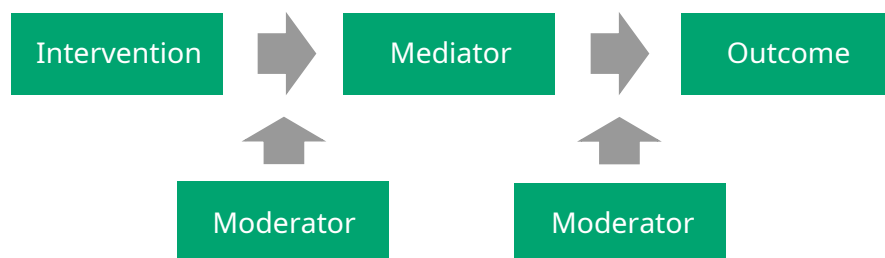 Intervention
Mediator
Outcome
Moderator
Moderator